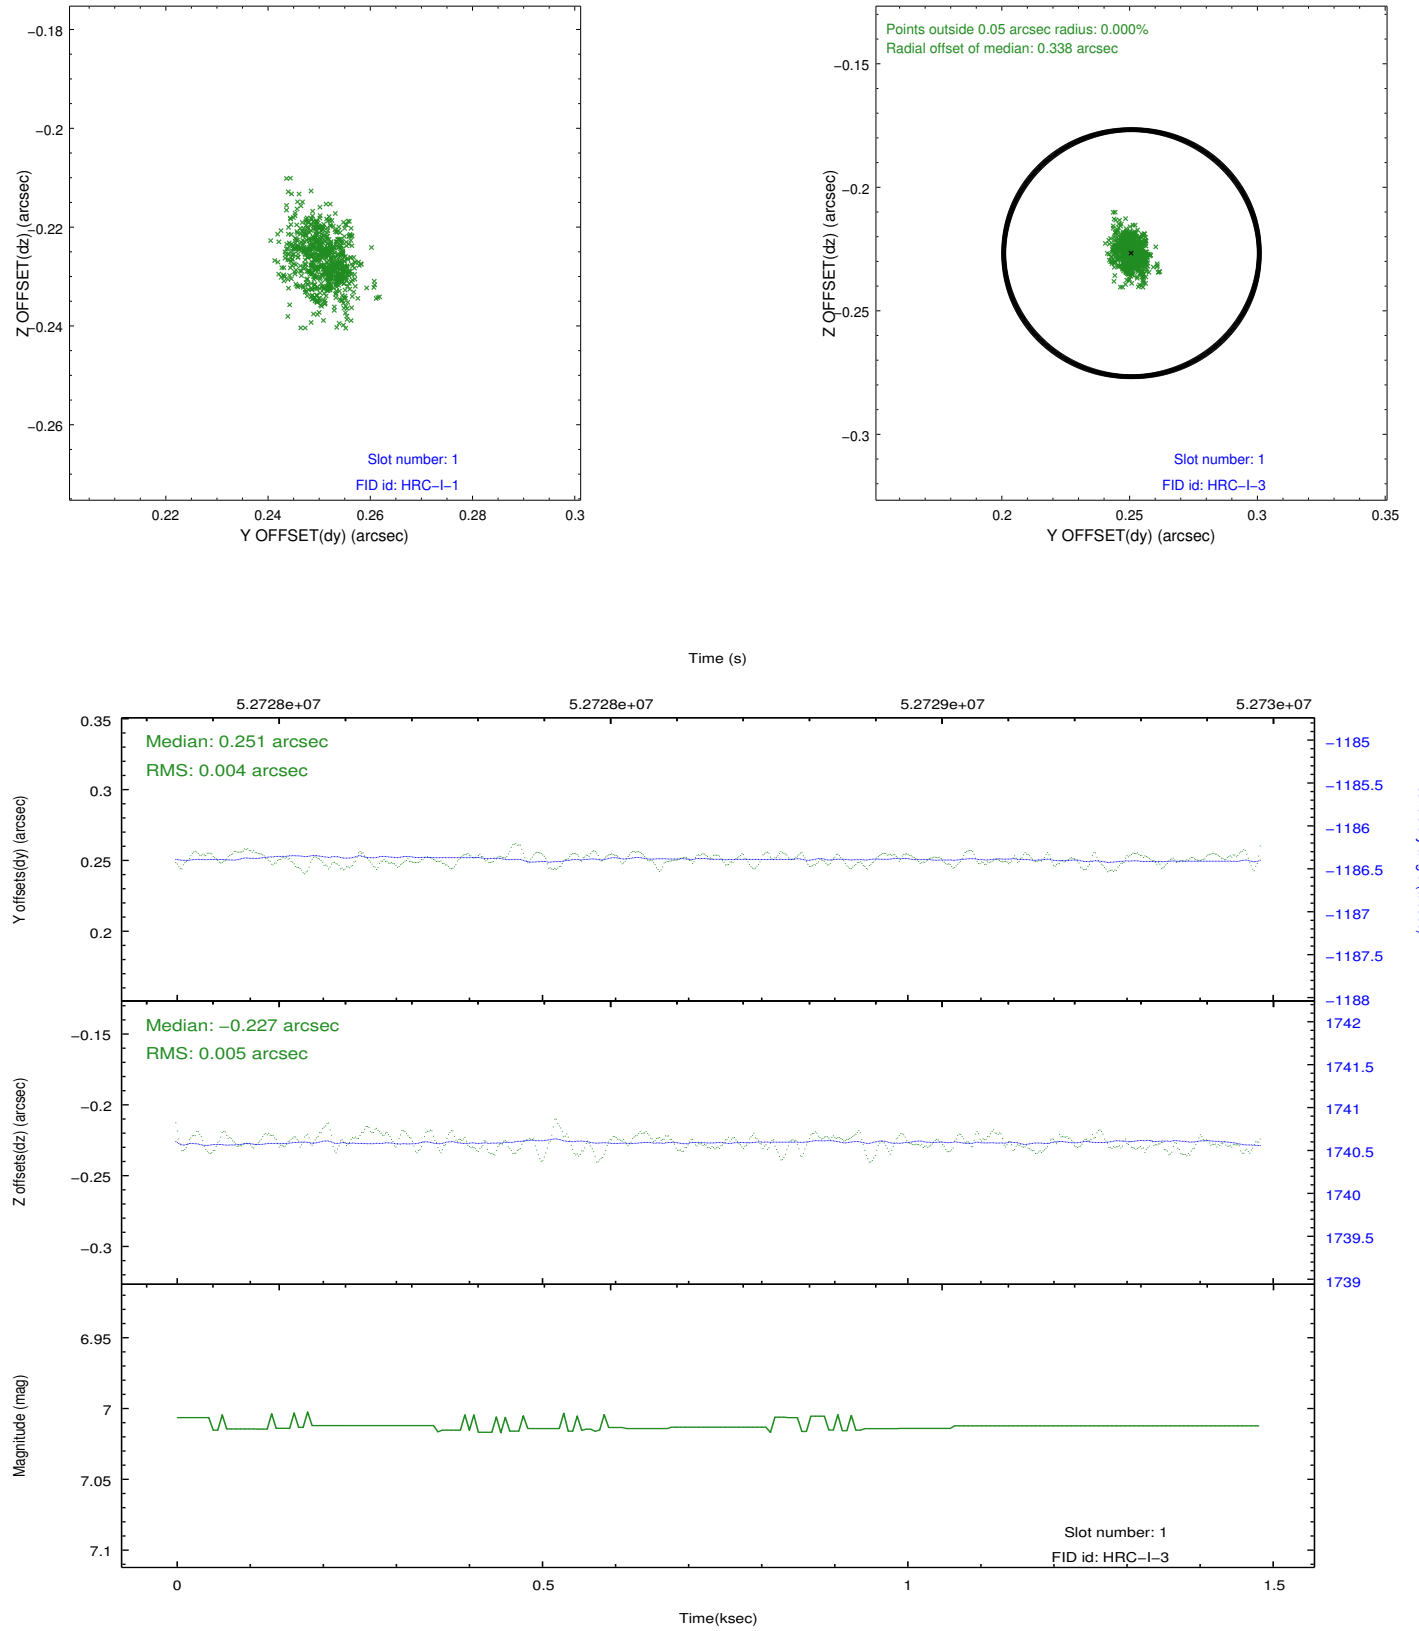 −0.18
−0.2
−0.22
−0.24
−0.26
Z OFFSET(dz) (arcsec)
Slot number: 1
FID id: HRC−I−1
0.22 0.24 0.26 0.28 0.3
Y OFFSET(dy) (arcsec)
Points outside 0.05 arcsec radius: 0.000%
Radial offset of median: 0.338 arcsec
−0.15
−0.2
−0.25
−0.3
Z OFFSET(dz) (arcsec)
Slot number: 1
FID id: HRC−I−3
0.2 0.25 0.3 0.35
Y OFFSET(dy) (arcsec)
Time (s)
5.2728e+07 5.2728e+07 5.2729e+07 5.273e+07
Median: 0.251 arcsec
RMS: 0.004 arcsec
0.35
0.3
0.25
0.2
Y offsets(dy) (arcsec)
−1185
−1185.5
−1186
−1186.5
−1187
−1187.5
−1188
Median: −0.227 arcsec
RMS: 0.005 arcsec
−0.15
−0.2
−0.25
−0.3
Z offsets(dz) (arcsec)
1742
1741.5
1741
1740.5
1740
1739.5
1739
6.95
7
7.05
7.1
Magnitude (mag)
Slot number: 1
FID id: HRC−I−3
0 0.5 1 1.5
Time(ksec)